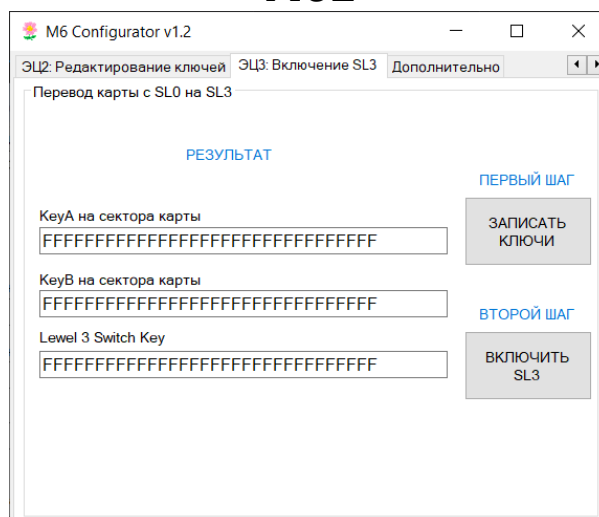 M6 Configurator v1.2
ЭЦ2: Редактирование ключей ЭЦ3: Включение SL3 Дополнительно
Перевод карты с SL0 на SL3
РЕЗУЛЬТАТ
ПЕРВЫЙ ШАГ
KeyA на сектора карты
FFFFFFFFFFFFFFFFFFFFFFFFFFFFFFFF
ЗАПИСАТЬ
КЛЮЧИ
KeyB на сектора карты
FFFFFFFFFFFFFFFFFFFFFFFFFFFFFFFF
ВТОРОЙ ШАГ
Lewel 3 Switch Key
FFFFFFFFFFFFFFFFFFFFFFFFFFFFFFFF
ВКЛЮЧИТЬ
SL3